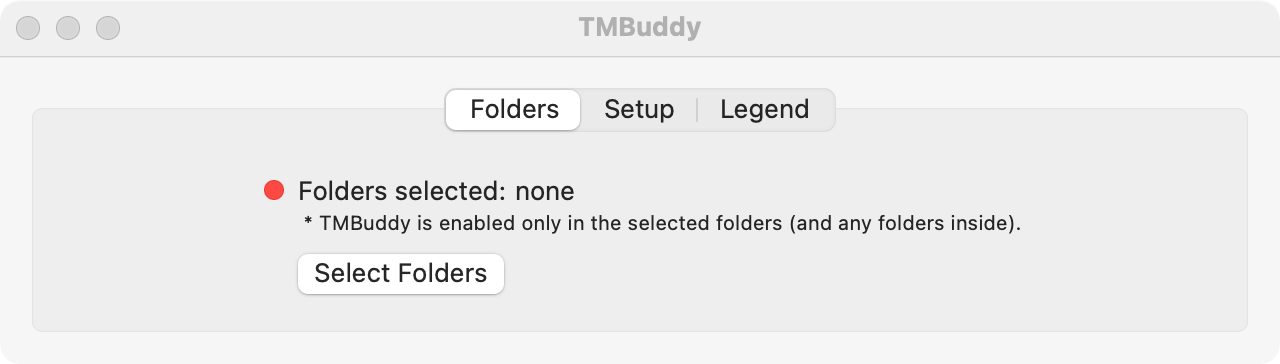 TMBuddy
Folders Setup Legend
Folders selected: none
* TMBuddy is enabled only in the selected folders (and any folders inside).
Select Folders